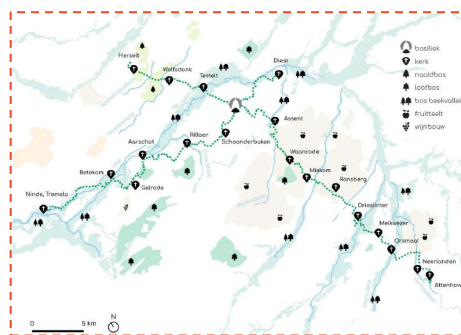 basiliek
kerk
naaldbos
loofbos
bos beekvallei
fruitteelt
wijnbouw
Herselt
Wolfsdonk
Testelt
Diest
Assent
Aarschot
Rillaar
Schoonderbuken
Waanrode
Miskom
Ransberg
Betekom
Gelrode
Ninde, Tremelo
Drieslinter
Melkwezer
Orsmaal
Neerlanden
Attenhoven
0 5 km
N